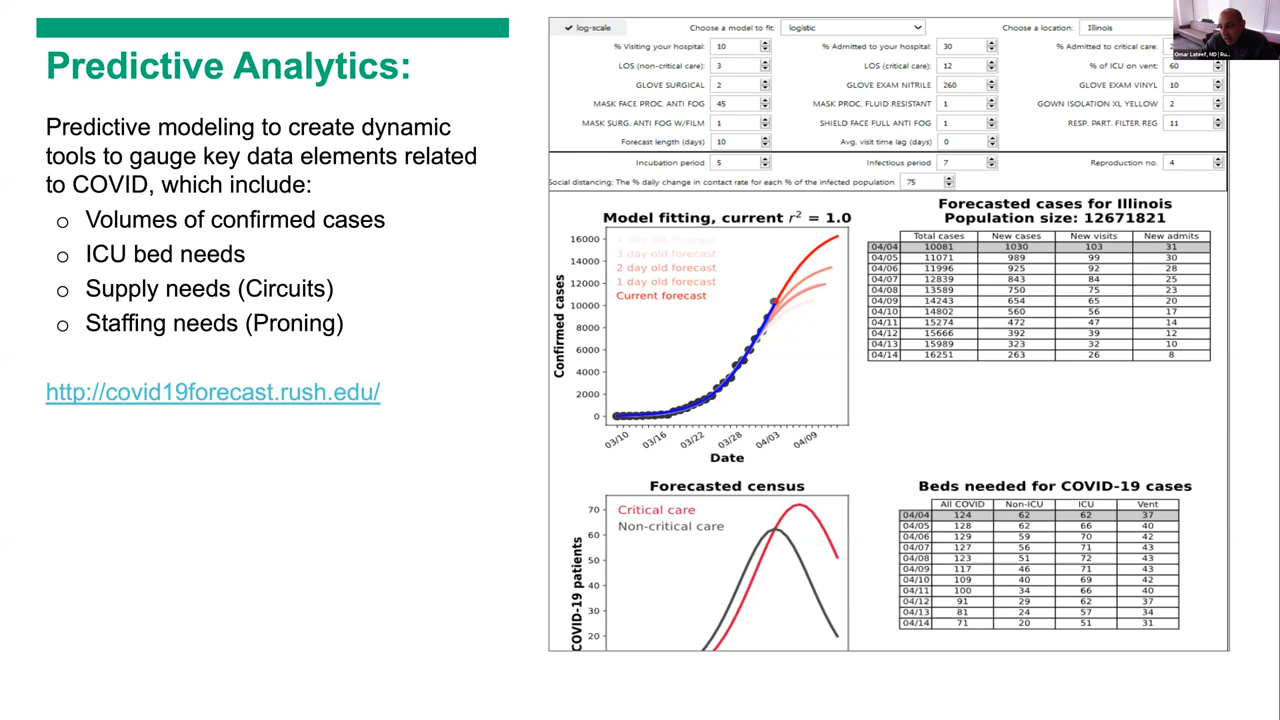 Predictive Analytics:
Predictive modeling to create dynamic
tools to gauge key data elements related
to COVID, which include:
o Volumes of confirmed cases
o ICU bed needs
o Supply needs (Circuits)
o Staffing needs (Proning)
http://covid19forecast.rush.edu/
✔ log-scale Choose a model to fit: logistic Choose a location: Illinois
% Visiting your hospital: 10 % Admitted to your hospital: 30 % Admitted to critical care:
LOS (non-critical care): 3 LOS (critical care): 12 % of ICU on vent: 60
GLOVE SURGICAL 2 GLOVE EXAM NITRILE 260 GLOVE EXAM VINYL 10
MASK FACE PROC. ANTI FOG 45 MASK PROC. FLUID RESISTANT 1 GOWN ISOLATION XL YELLOW 2
MASK SURG. ANTI FOG W/FILM 1 SHIELD FACE FULL ANTI FOG 1 RESP. PART. FILTER REG 11
Forecast length (days) 10 Avg. visit time lag (days) 0
Incubation period 5 Infectious period 7 Reproduction no. 4
Social distancing: The % daily change in contact rate for each % of the infected population 75
Omar Lateef, MD | Ru...
Model fitting, current r² = 1.0
3 day old forecast
2 day old forecast
1 day old forecast
Current forecast
Confirmed cases
16000
14000
12000
10000
8000
6000
4000
2000
0
03/10 03/16 03/22 03/28 04/03 04/09
Date
Forecasted cases for Illinois
Population size: 12671821
Total cases New cases New visits New admits
04/04 10081 1030 103 31
04/05 11071 989 99 30
04/06 11996 925 92 28
04/07 12839 843 84 25
04/08 13589 750 75 23
04/09 14243 654 65 20
04/10 14802 560 56 17
04/11 15274 472 47 14
04/12 15666 392 39 12
04/13 15989 323 32 10
04/14 16251 263 26 8
Forecasted census
Critical care
Non-critical care
COVID-19 patients
70
60
50
40
30
20
Beds needed for COVID-19 cases
All COVID Non-ICU ICU Vent
04/04 124 62 62 37
04/05 128 62 66 40
04/06 129 59 70 42
04/07 127 56 71 43
04/08 123 51 72 43
04/09 117 46 71 43
04/10 109 40 69 42
04/11 100 34 66 40
04/12 91 29 62 37
04/13 81 24 57 34
04/14 71 20 51 31